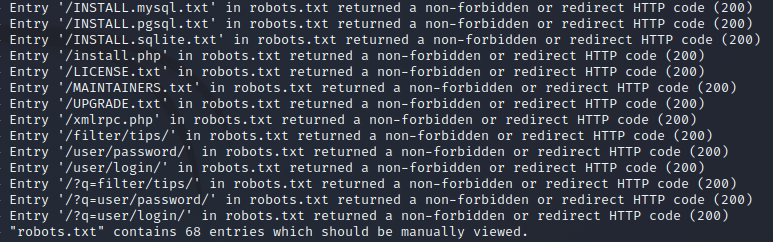 Entry '/INSTALL.mysql.txt' in robots.txt returned a non-forbidden or redirect HTTP code (200)
Entry '/INSTALL.pgsql.txt' in robots.txt returned a non-forbidden or redirect HTTP code (200)
Entry '/INSTALL.sqlite.txt' in robots.txt returned a non-forbidden or redirect HTTP code (200)
Entry '/install.php' in robots.txt returned a non-forbidden or redirect HTTP code (200)
Entry '/LICENSE.txt' in robots.txt returned a non-forbidden or redirect HTTP code (200)
Entry '/MAINTAINERS.txt' in robots.txt returned a non-forbidden or redirect HTTP code (200)
Entry '/UPGRADE.txt' in robots.txt returned a non-forbidden or redirect HTTP code (200)
Entry '/xmlrpc.php' in robots.txt returned a non-forbidden or redirect HTTP code (200)
Entry '/filter/tips/' in robots.txt returned a non-forbidden or redirect HTTP code (200)
Entry '/user/password/' in robots.txt returned a non-forbidden or redirect HTTP code (200)
Entry '/user/login/' in robots.txt returned a non-forbidden or redirect HTTP code (200)
Entry '/?q=filter/tips/' in robots.txt returned a non-forbidden or redirect HTTP code (200)
Entry '/?q=user/password/' in robots.txt returned a non-forbidden or redirect HTTP code (200)
Entry '/?q=user/login/' in robots.txt returned a non-forbidden or redirect HTTP code (200)
"robots.txt" contains 68 entries which should be manually viewed.